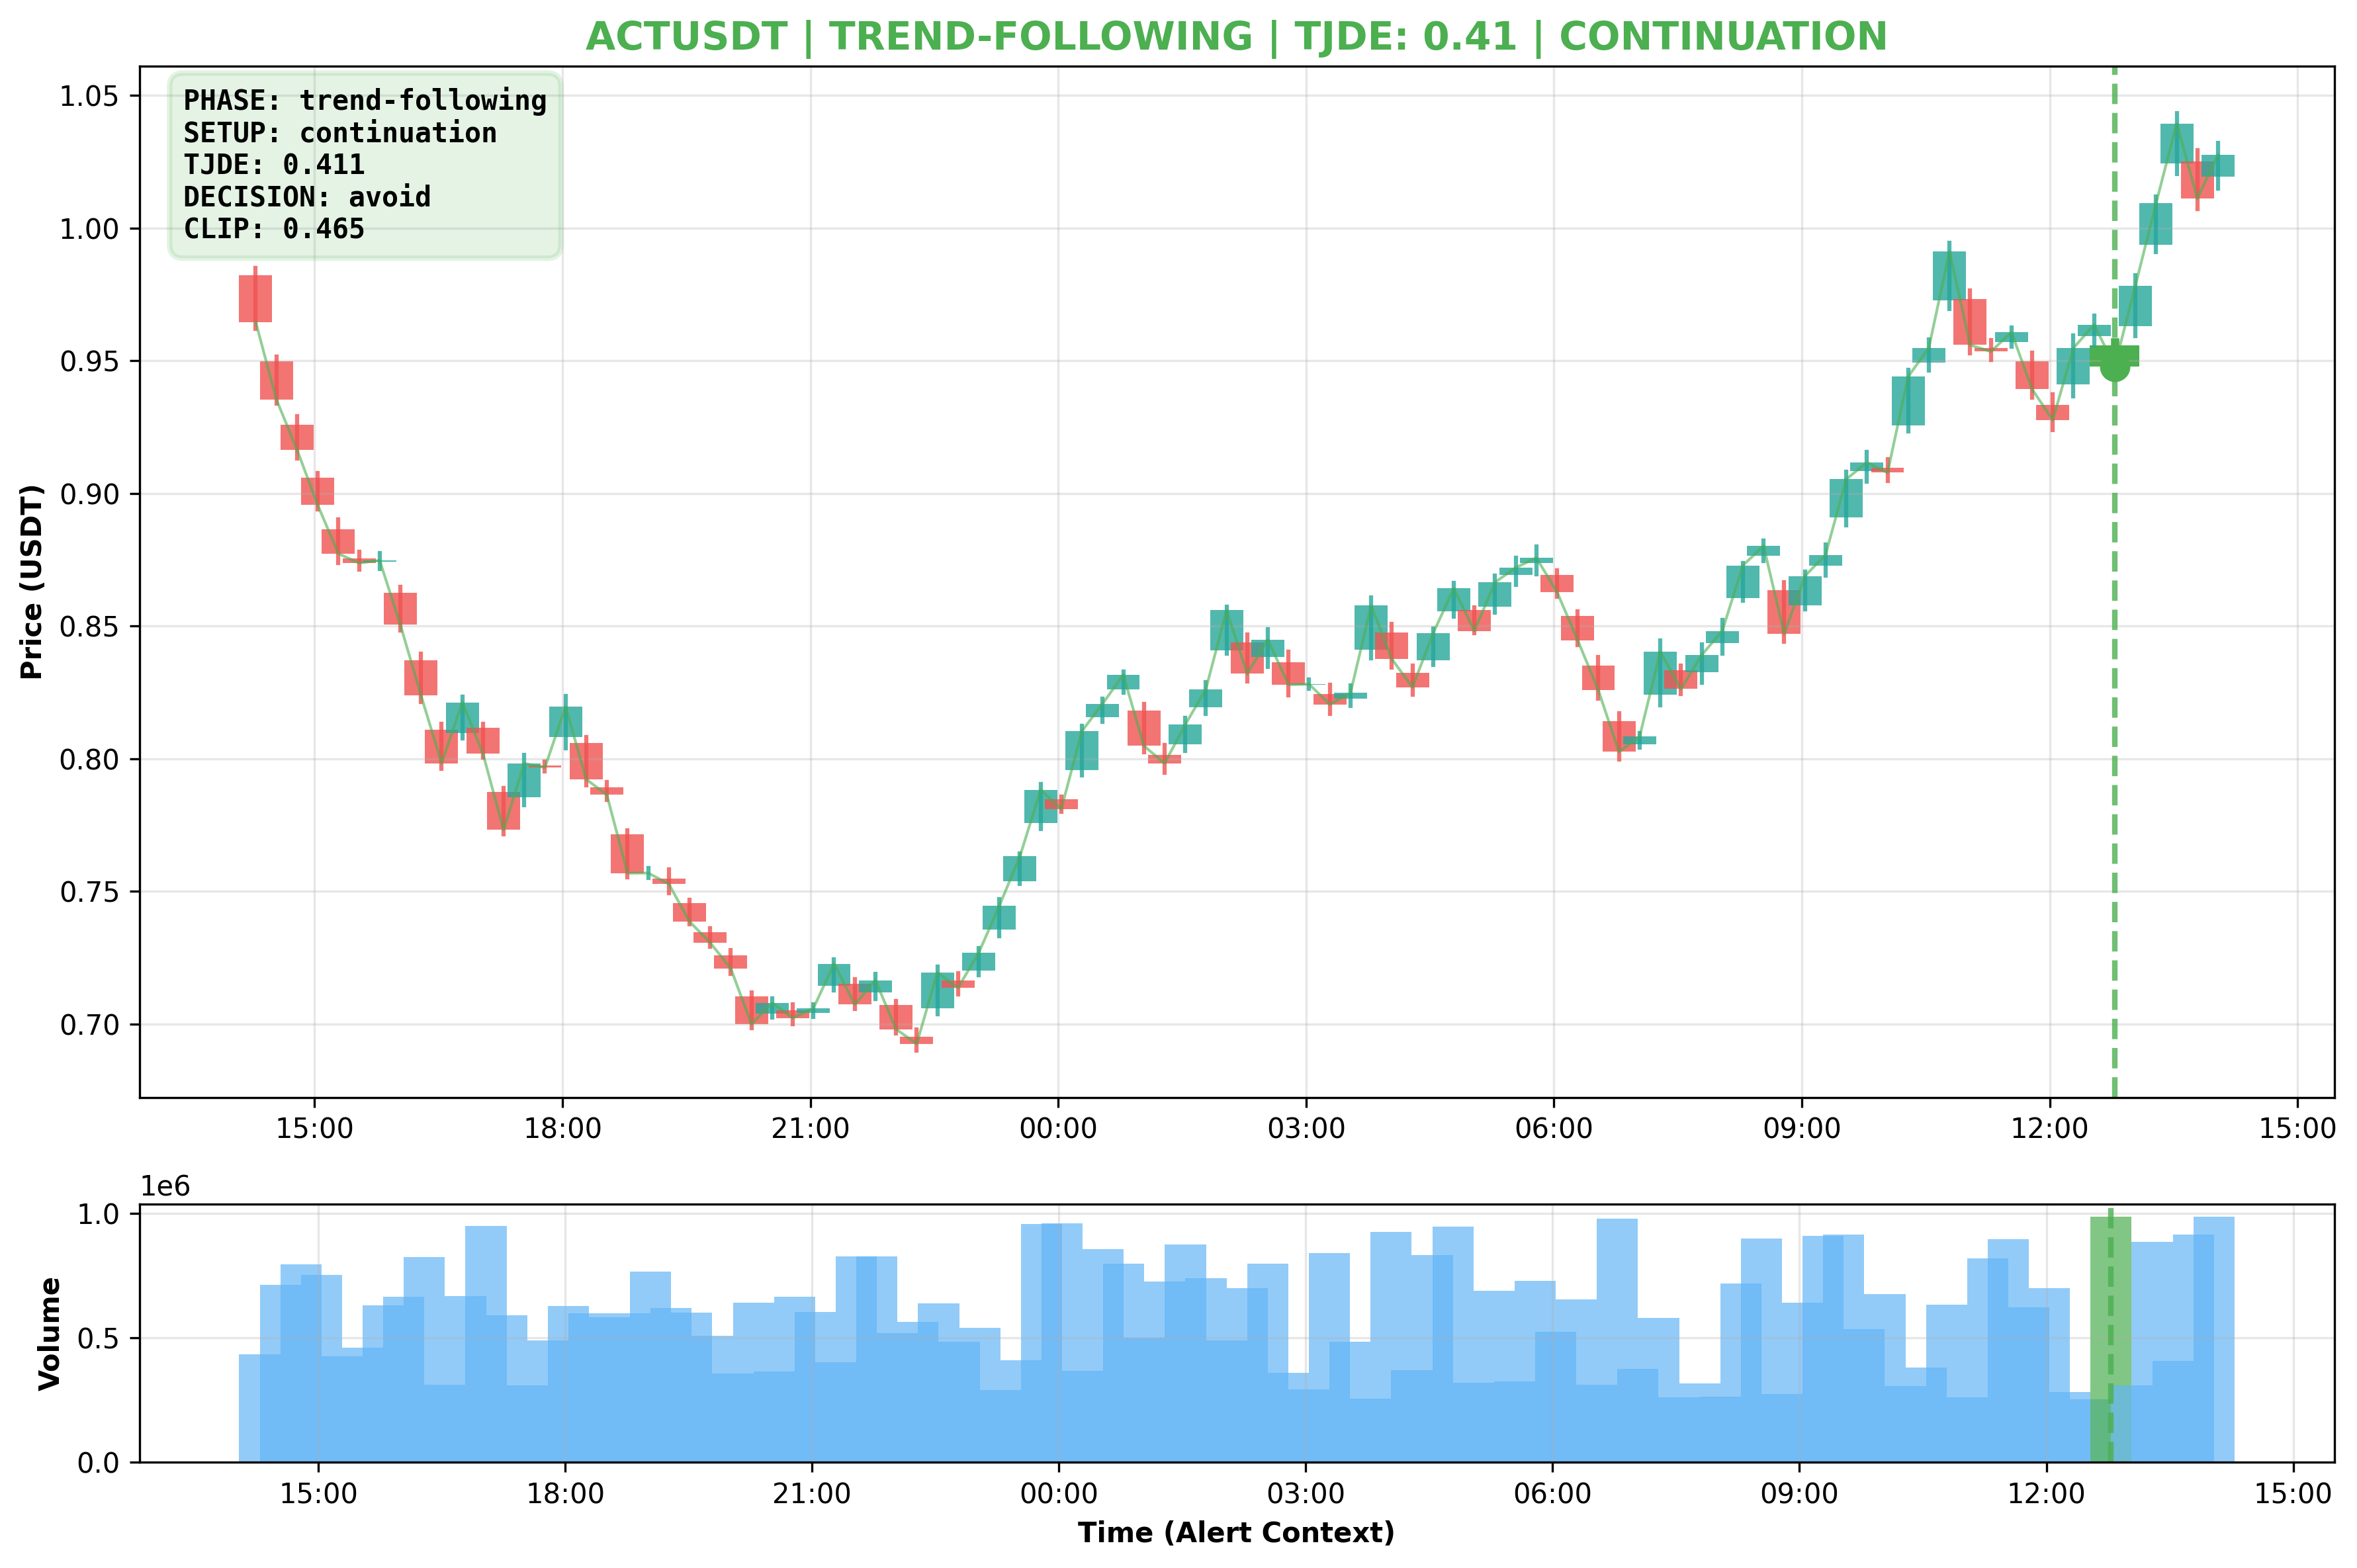 ACTUSDT | TREND-FOLLOWING | TJDE: 0.41 | CONTINUATION
PHASE: trend-following
SETUP: continuation
TJDE: 0.411
DECISION: avoid
CLIP: 0.465
Price (USDT)
1.05
1.00
0.95
0.90
0.85
0.80
0.75
0.70
15:00 18:00 21:00 00:00 03:00 06:00 09:00 12:00 15:00
1e6
Volume
1.0
0.5
0.0
15:00 18:00 21:00 00:00 03:00 06:00 09:00 12:00 15:00
Time (Alert Context)